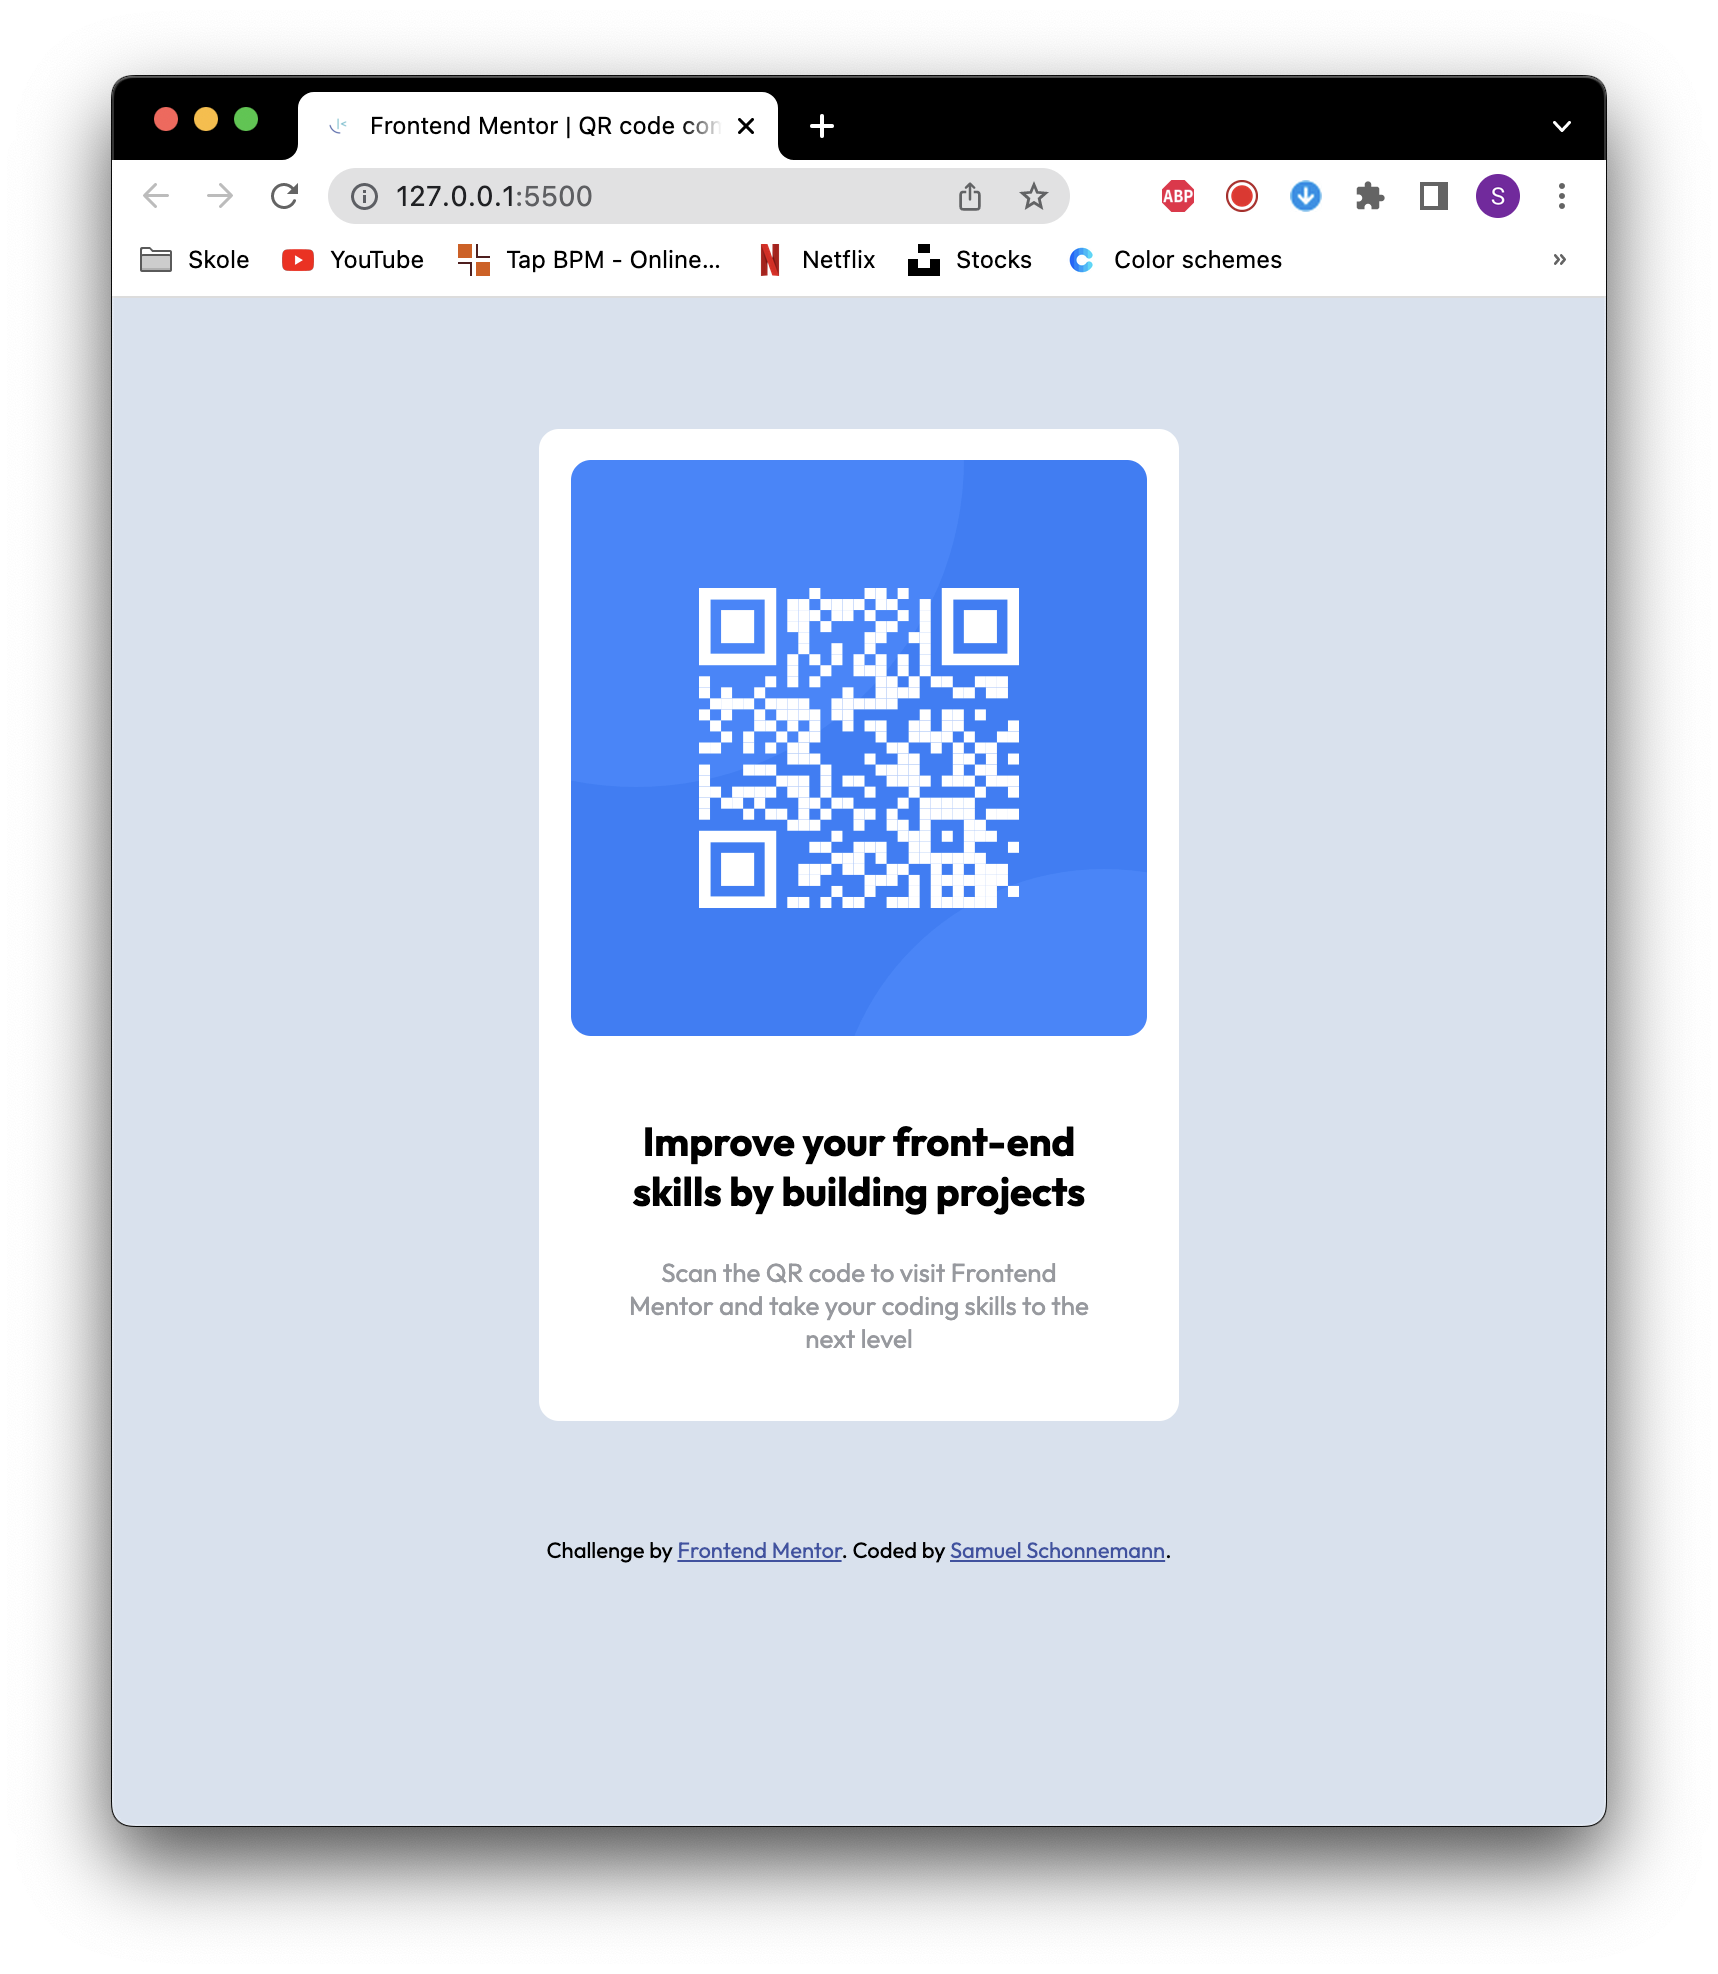 Frontend Mentor | QR code con
127.0.0.1:5500
ABP
S
Skole
YouTube
Tap BPM - Online...
Netflix
Stocks
Color schemes
»
Improve your front-end
skills by building projects
Scan the QR code to visit Frontend
Mentor and take your coding skills to the
next level
Challenge by Frontend Mentor. Coded by Samuel Schonnemann.